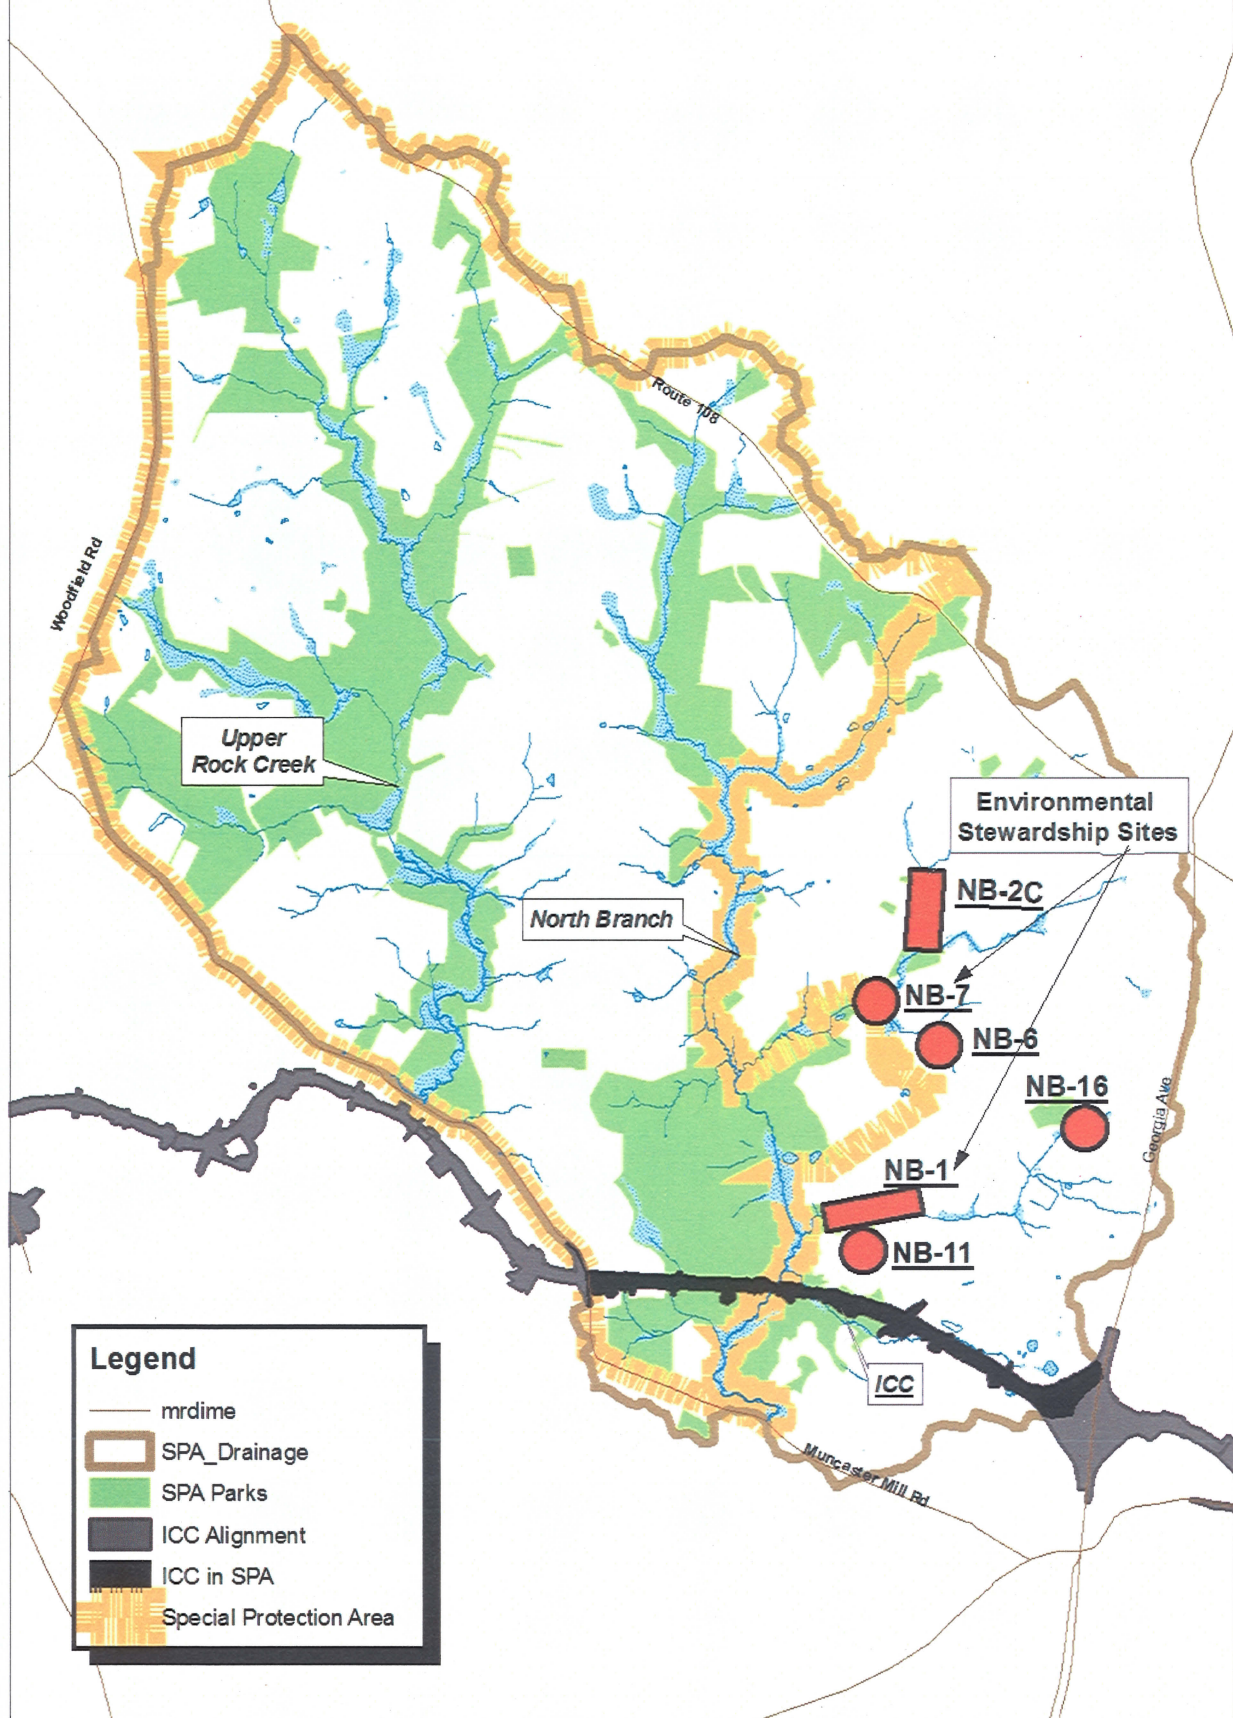 Route 108
Woodfield Rd
Upper
Rock Creek
Environmental
Stewardship Sites
NB-2C
North Branch
NB-7
NB-6
NB-16
Georgia Ave
NB-1
NB-11
ICC
Muncaster Mill Rd
Legend
mrdime
SPA_Drainage
SPA Parks
ICC Alignment
ICC in SPA
Special Protection Area